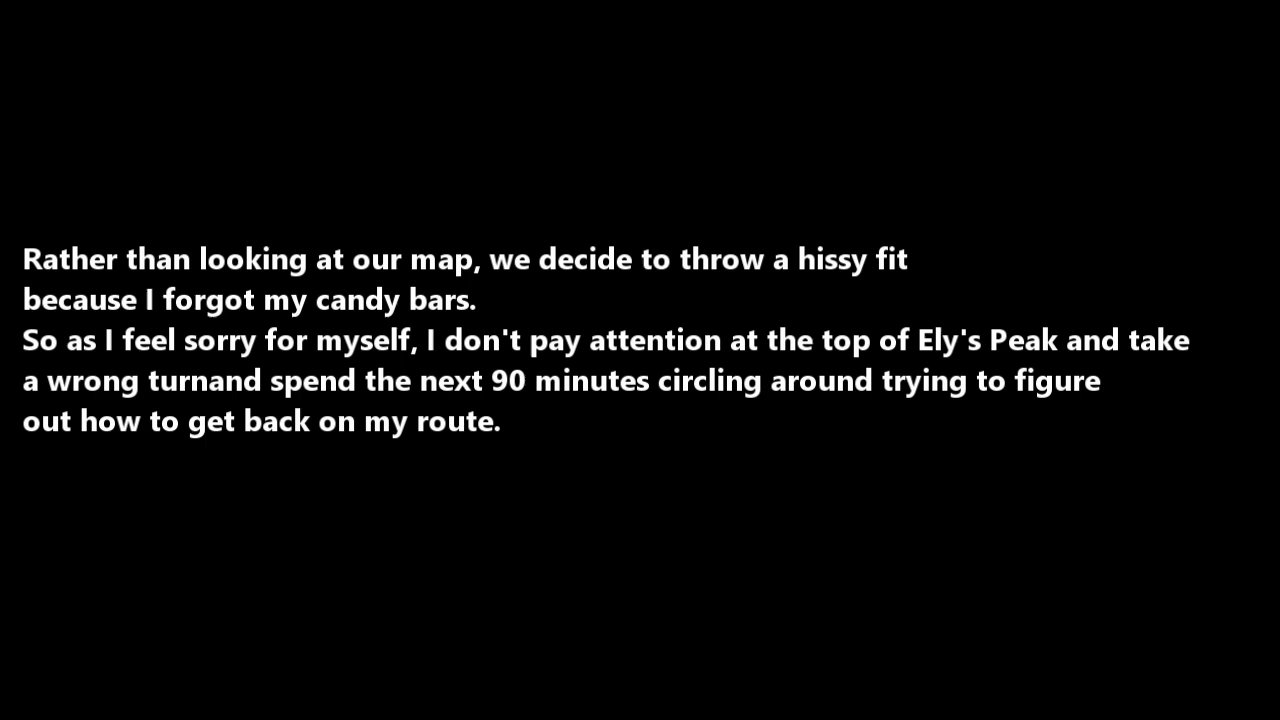 Rather than looking at our map, we decide to throw a hissy fit
because I forgot my candy bars.
So as I feel sorry for myself, I don't pay attention at the top of Ely's Peak and take
a wrong turnand spend the next 90 minutes circling around trying to figure
out how to get back on my route.